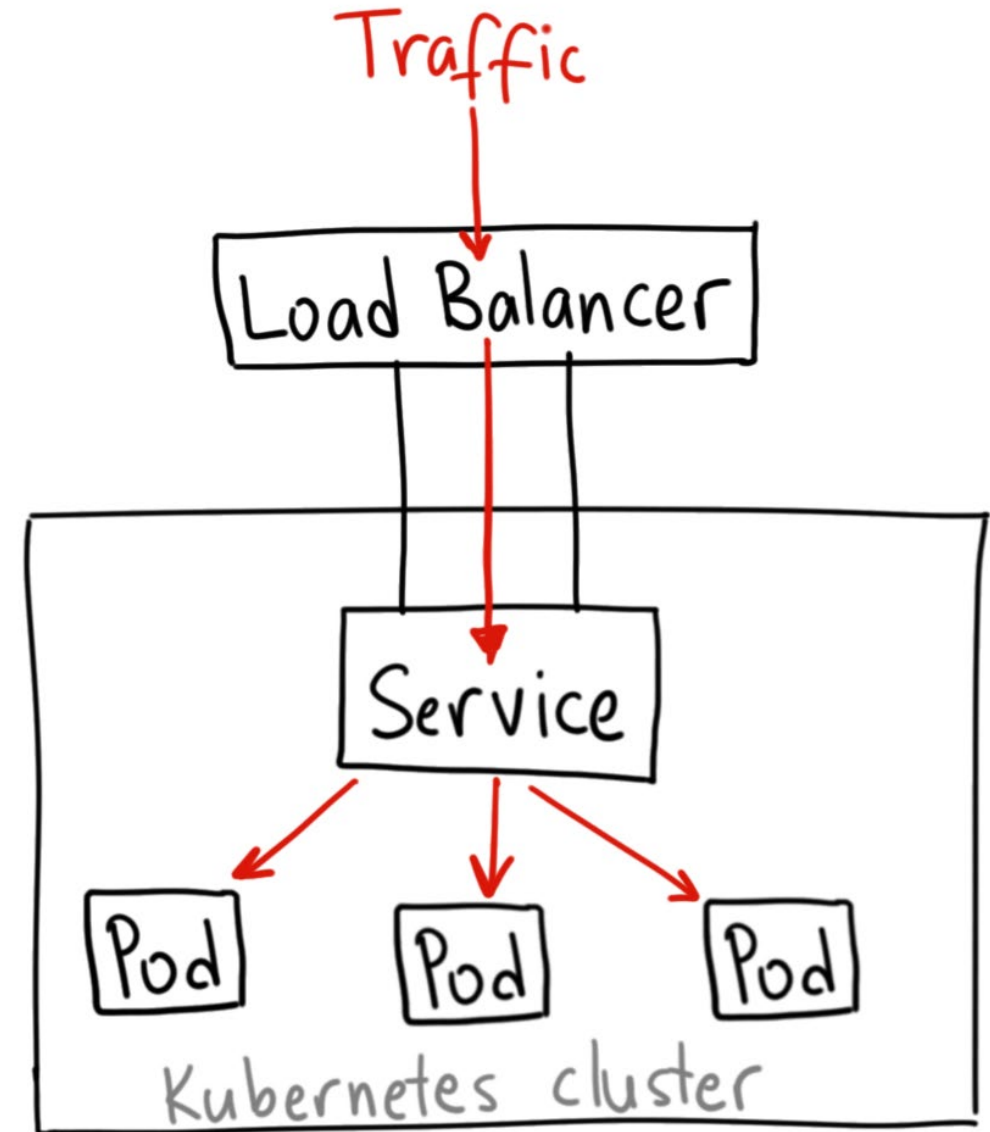 Traffic
Load Balancer
Service
Pod
Pod
Pod
Kubernetes cluster